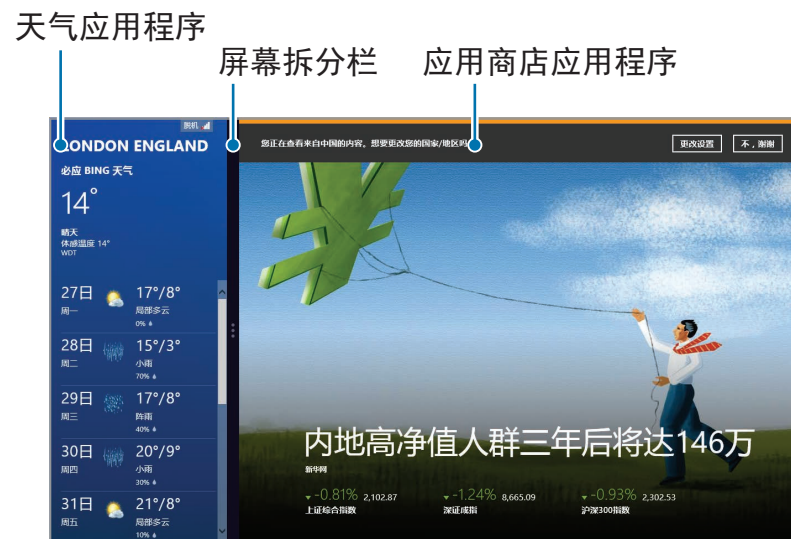 天气应用程序
屏幕拆分栏
应用商店应用程序
脱机
LONDON ENGLAND
必应 BING 天气
14°
晴天
体感温度 14°
WDT
27日
周一
17°/8°
局部多云
0%
28日
周二
15°/3°
小雨
70%
29日
周三
17°/8°
阵雨
40%
30日
周四
20°/9°
小雨
30%
31日
周五
21°/8°
局部多云
10%
您正在查看来自中国的内容。想要更改您的国家/地区吗
更改设置
不，谢谢
内地高净值人群三年后将达146万
新华网
-0.81% 2,102.87
上证综合指数
-1.24% 8,665.09
深证成指
-0.93% 2,302.53
沪深300指数